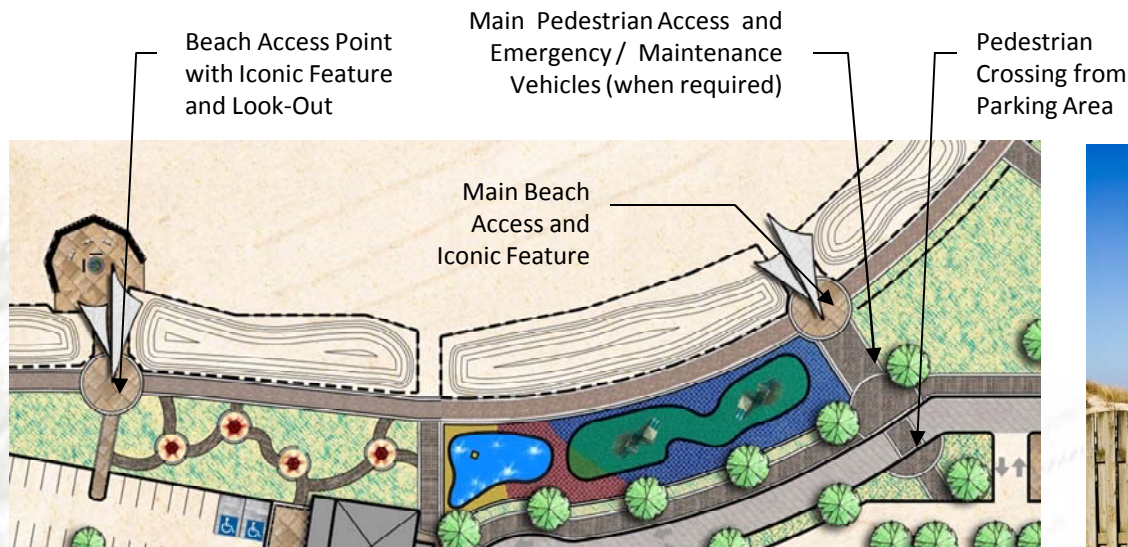 Beach Access Point
with Iconic Feature
and Look-Out
Main Pedestrian Access and
Emergency / Maintenance
Vehicles (when required)
Pedestrian
Crossing from
Parking Area
Main Beach
Access and
Iconic Feature